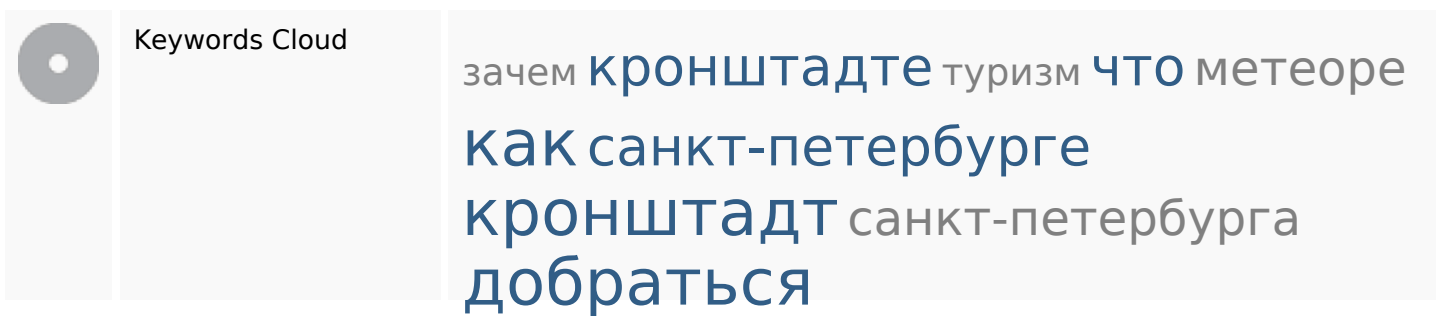 Keywords Cloud
зачем кронштадте туризм что метеоре
как санкт-петербурге
кронштадт санкт-петербурга
добраться